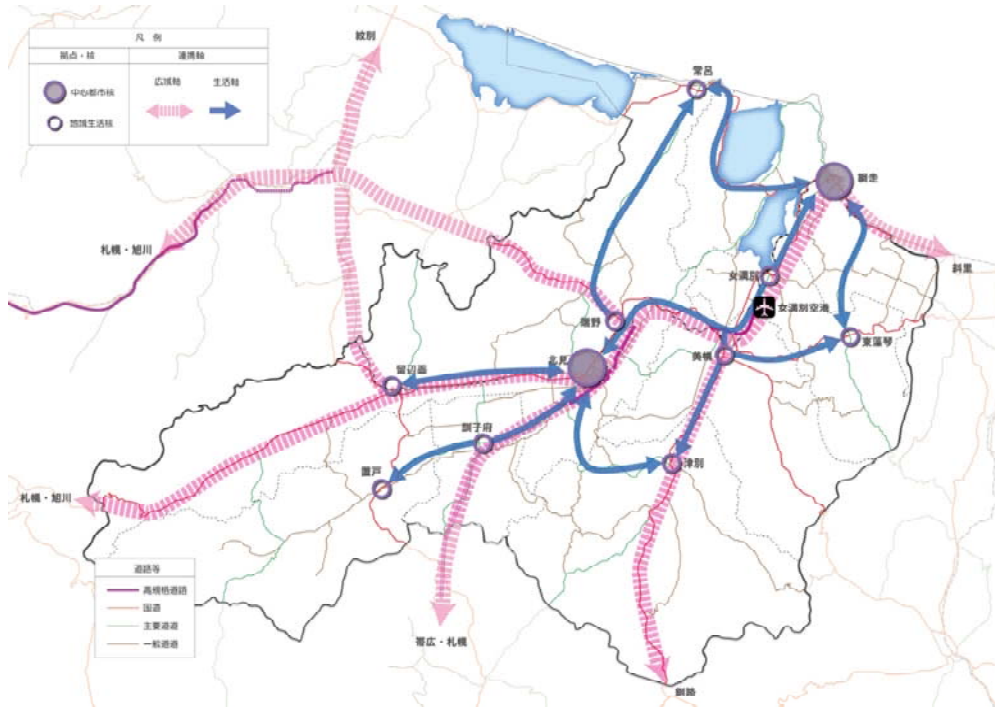 凡 例
拠点・核
連携軸
広域軸
生活軸
中心都市核
地域生活核
紋別
常呂
網走
札幌・旭川
斜里
女満別
女満別空港
端野
東藻琴
美幌
北見
留辺蘂
訓子府
置戸
津別
札幌・旭川
道路等
高規格道路
国道
主要道道
一般道道
帯広・札幌
釧路